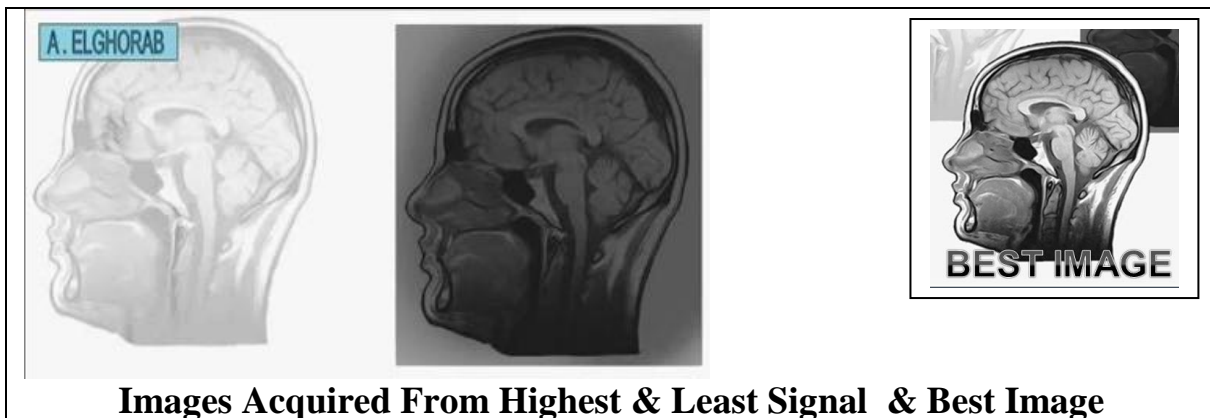 A. ELGHORAB
BEST IMAGE
Images Acquired From Highest & Least Signal & Best Image